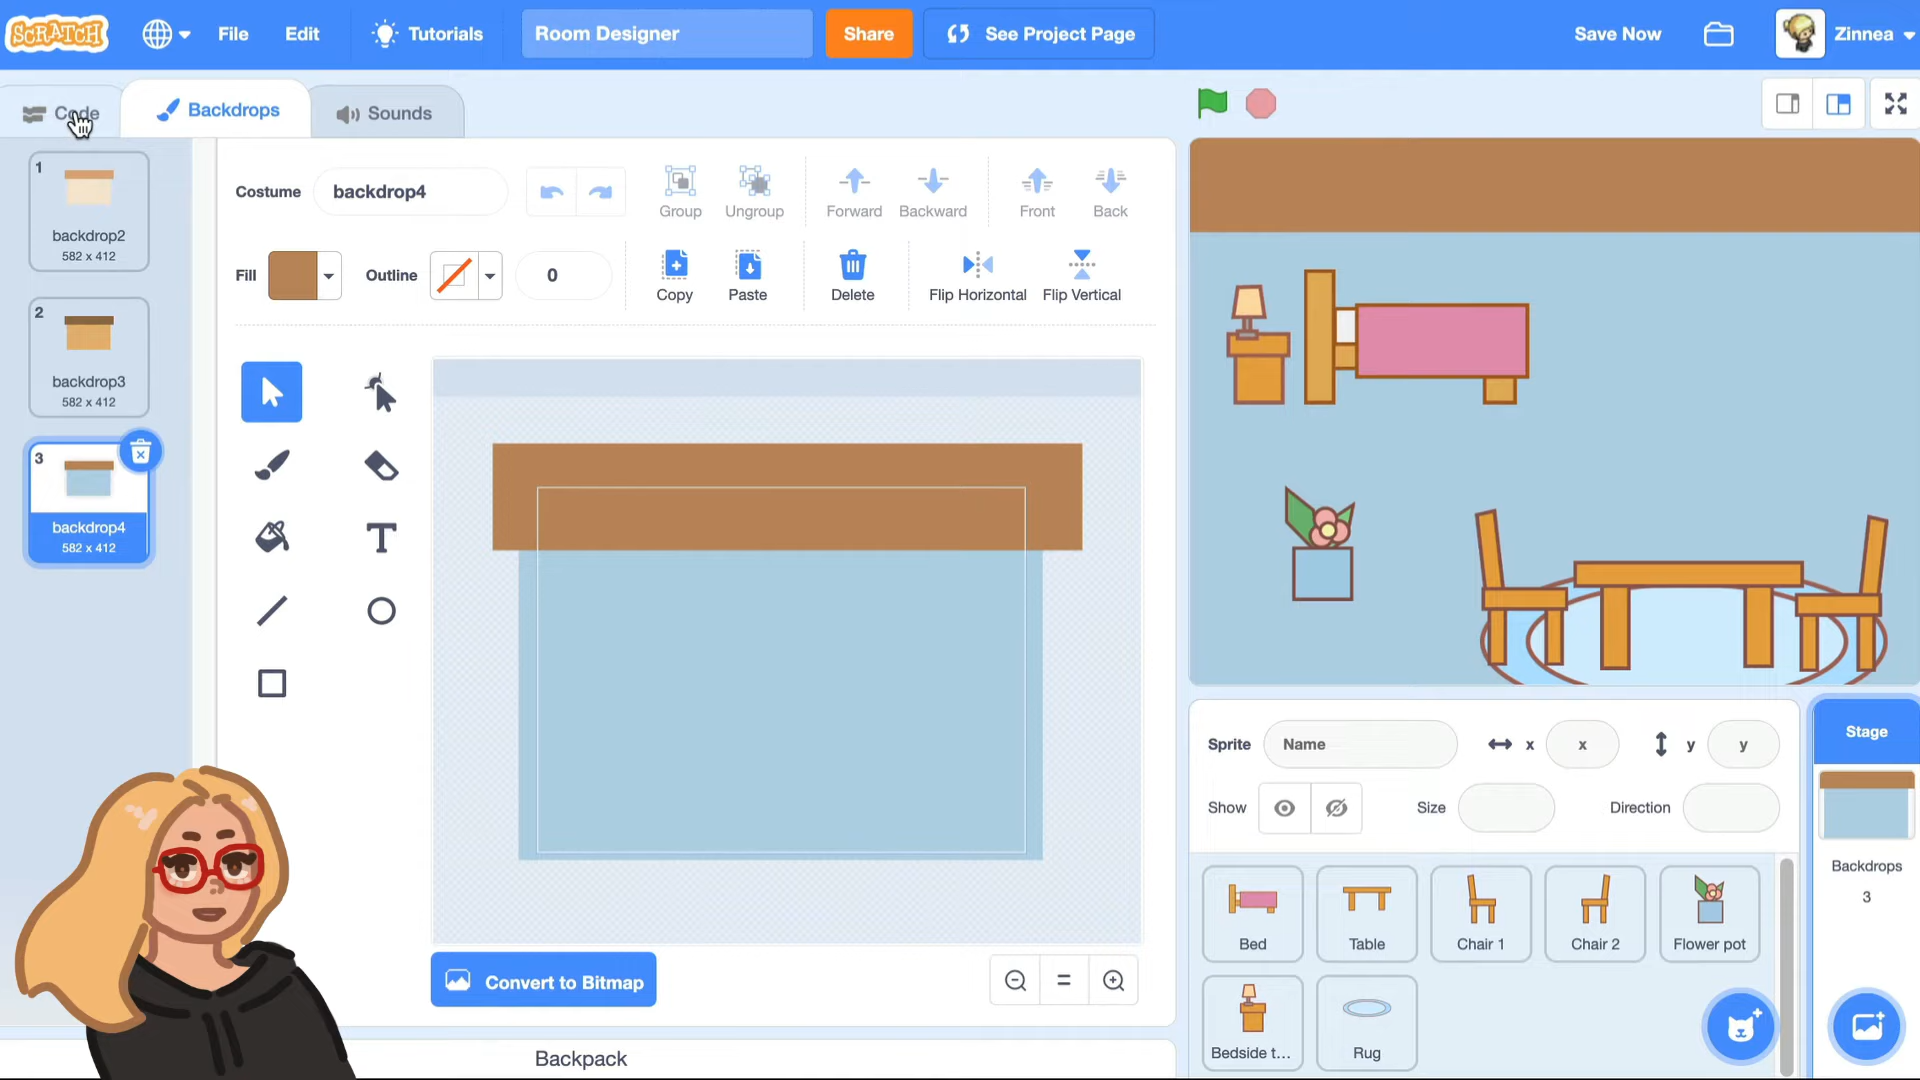 SCRATCH File Edit Tutorials Room Designer Share See Project Page Save Now Zinnea
Code Backdrops Sounds
1
backdrop2
582 x 412
2
backdrop3
582 x 412
3
backdrop4
582 x 412
Costume backdrop4 Group Ungroup Forward Backward Front Back
Fill Outline 0 Copy Paste Delete Flip Horizontal Flip Vertical
T
Convert to Bitmap
Backpack
Sprite Name x x y y
Show Size Direction
Bed Table Chair 1 Chair 2 Flower pot
Bedside t... Rug
Stage
Backdrops
3